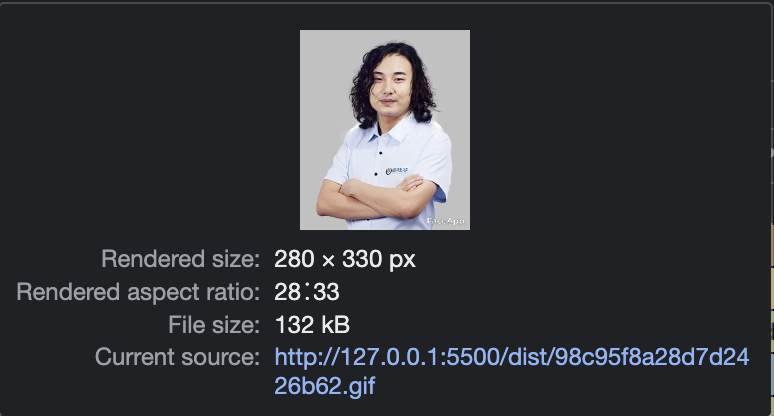 FaceApp
Rendered size: 280 × 330 px
Rendered aspect ratio: 28∶33
File size: 132 kB
Current source: http://127.0.0.1:5500/dist/98c95f8a28d7d24
26b62.gif